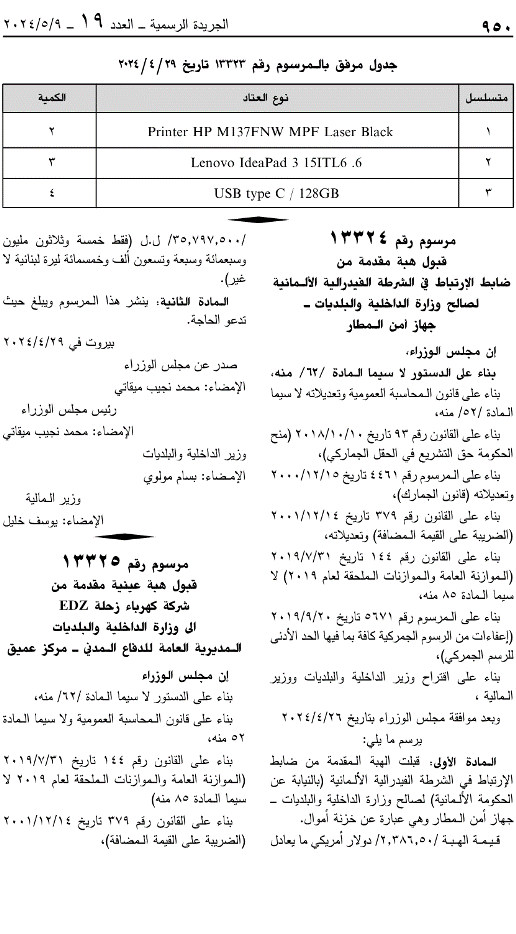 ٩٥٠
الجريدة الرسمية – العدد ١٩ – ٢٠٢٤/٥/٩
جدول مرفق بالمرسوم رقم ١٣٣٢٣ تاريخ ٢٠٢٤/٤/٢٩
متسلسل نوع العتاد الكمية
١ Printer HP M137FNW MPF Laser Black ٢
٢ Lenovo IdeaPad 3 15ITL6 .6 ٣
٣ USB type C / 128GB ٤
مرسوم رقم ١٣٣٢٤
قبول هبة مقدمة من
ضابط الإرتباط في الشرطة الفيدرالية الألمانية
لصالح وزارة الداخلية والبلديات –
جهاز أمن المطار
إن مجلس الوزراء،
بناء على الدستور لا سيما المادة /٦٢/ منه،
بناء على قانون المحاسبة العمومية وتعديلاته لا سيما
المادة /٥٢/ منه،
بناء على القانون رقم ٩٣ تاريخ ٢٠١٨/١٠/١٠ (منح
الحكومة حق التشريع في الحقل الجماركي)،
بناء على المرسوم رقم ٤٤٦١ تاريخ ٢٠٠٠/١٢/١٥
وتعديلاته (قانون الجمارك)،
بناء على القانون رقم ٣٧٩ تاريخ ٢٠٠١/١٢/١٤
(الضريبة على القيمة المضافة) وتعديلاته،
بناء على القانون رقم ١٤٤ تاريخ ٢٠١٩/٧/٣١
(الموازنة العامة والموازنات الملحقة لعام ٢٠١٩) لا
سيما المادة ٨٥ منه،
بناء على المرسوم رقم ٥٦٧١ تاريخ ٢٠١٩/٩/٢٠
(إعفاءات من الرسوم الجمركية كافة بما فيها الحد الأدنى
للرسم الجمركي)،
بناء على اقتراح وزير الداخلية والبلديات ووزير
المالية ،
وبعد موافقة مجلس الوزراء بتاريخ ٢٠٢٤/٤/٢٦
يرسم ما يلي:
المادة الأولى: قبلت الهبة المقدمة من ضابط
الإرتباط في الشرطة الفيدرالية الألمانية (بالنيابة عن
الحكومة الألمانية) لصالح وزارة الداخلية والبلديات –
جهاز أمن المطار وهي عبارة عن خزنة أموال.
قيمة الهبة /٢,٣٨٦,٥٠/ دولار أمريكي ما يعادل
/٣٥,٧٩٧,٥٠٠/ ل.ل (فقط خمسة وثلاثون مليون
وسبعمائة وسبعة وتسعون ألف وخمسمائة ليرة لبنانية لا
غير).
المادة الثانية: ينشر هذا المرسوم ويبلغ حيث
تدعو الحاجة.
بيروت في ٢٠٢٤/٤/٢٩
صدر عن مجلس الوزراء
الإمضاء: محمد نجيب ميقاتي
رئيس مجلس الوزراء
الإمضاء: محمد نجيب ميقاتي
وزير الداخلية والبلديات
الإمضاء: بسام مولوي
وزير المالية
الإمضاء: يوسف خليل
مرسوم رقم ١٣٣٢٥
قبول هبة عينية مقدمة من
شركة كهرباء زحلة EDZ
الى وزارة الداخلية والبلديات
المديرية العامة للدفاع المدني – مركز عميق
إن مجلس الوزراء
بناء على الدستور لا سيما المادة /٦٢/ منه،
بناء على قانون المحاسبة العمومية ولا سيما المادة
٥٢ منه،
بناء على القانون رقم ١٤٤ تاريخ ٢٠١٩/٧/٣١
(الموازنة العامة والموازنات الملحقة لعام ٢٠١٩ لا
سيما المادة ٨٥ منه)
بناء على القانون رقم ٣٧٩ تاريخ ٢٠٠١/١٢/١٤
(الضريبة على القيمة المضافة)،